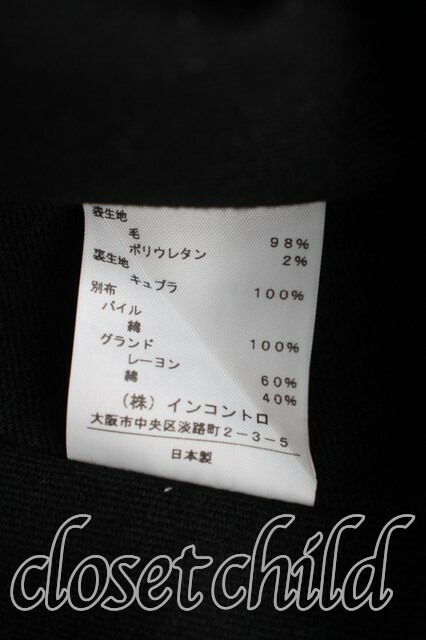 表生地
毛 98%
ポリウレタン 2%
裏生地
キュプラ 100%
別布
パイル
綿 100%
グランド
レーヨン 60%
綿 40%
(株) インコントロ
大阪市中央区淡路町2-3-5
日本製
closet child